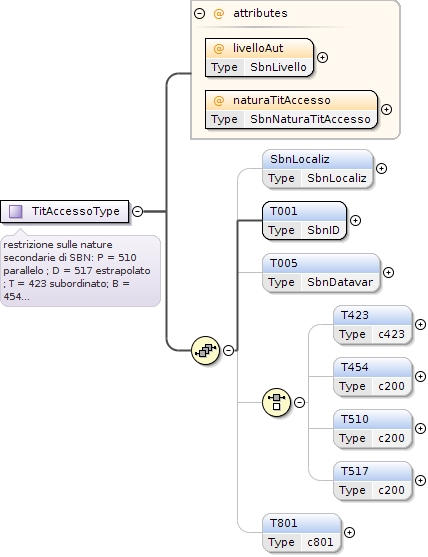 @ attributes
@ livelloAut
Type SbnLivello
@ naturaTitAccesso
Type SbnNaturaTitAccesso
SbnLocaliz
Type SbnLocaliz
TitAccessoType
T001
Type SbnID
restrizione sulle nature
secondarie di SBN: P = 510
parallelo ; D = 517 estrapolato
; T = 423 subordinato; B =
454...
T005
Type SbnDatavar
T423
Type c423
T454
Type c200
T510
Type c200
T517
Type c200
T801
Type c801